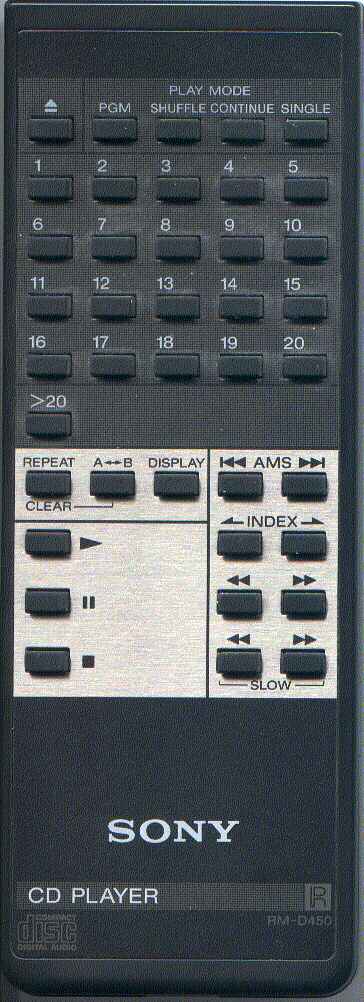 PLAY MODE
PGM SHUFFLE CONTINUE SINGLE
1 2 3 4 5
6 7 8 9 10
11 12 13 14 15
16 17 18 19 20
>20
REPEAT A↔B DISPLAY AMS
CLEAR
INDEX
SLOW
SONY
CD PLAYER R
RM-D450
COMPACT
disc
DIGITAL AUDIO